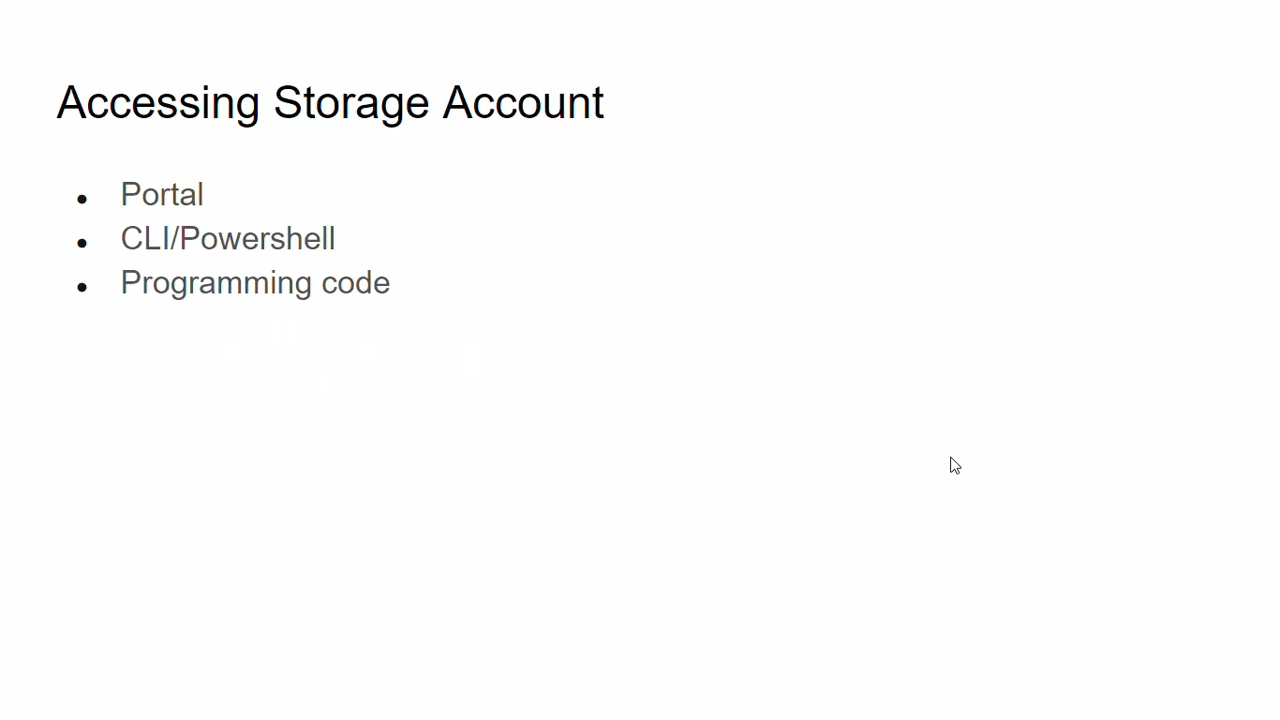 Accessing Storage Account
● Portal
● CLI/Powershell
● Programming code